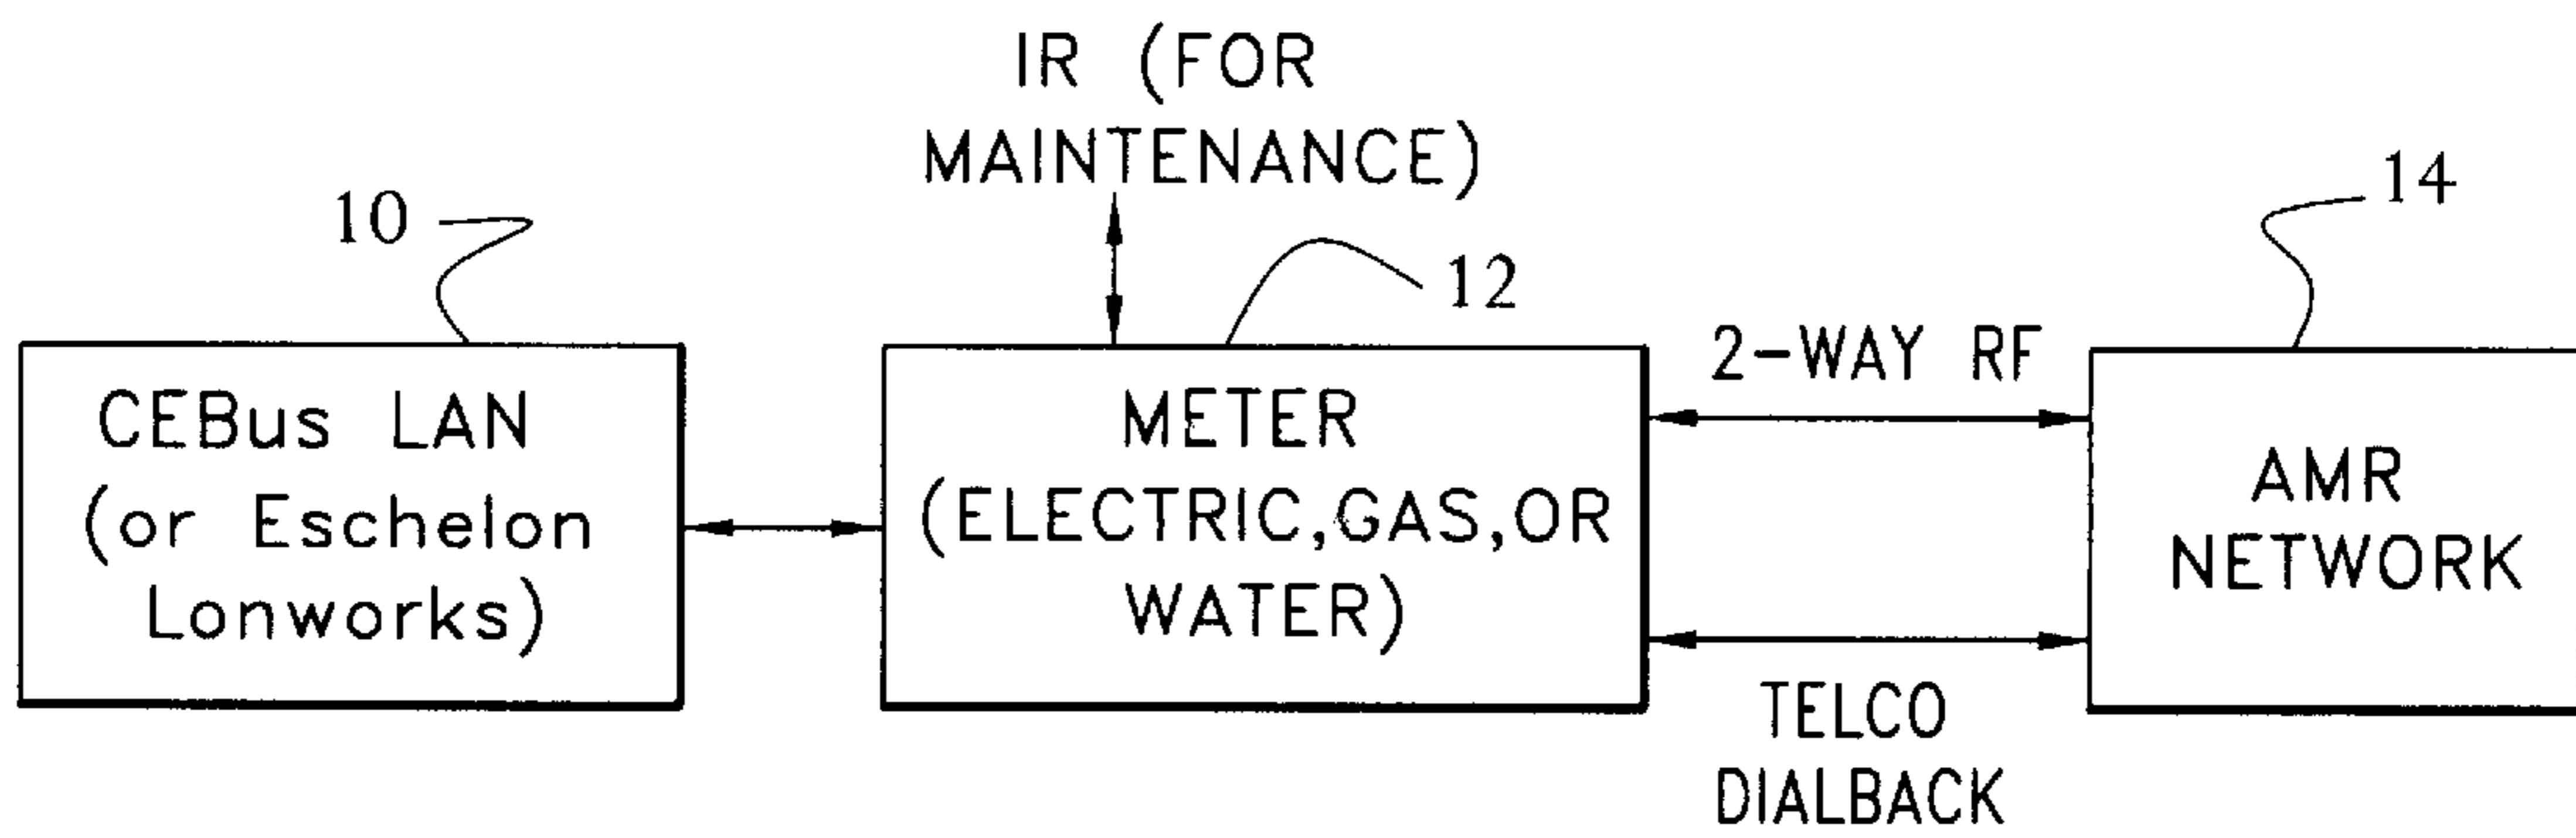 IR (FOR
MAINTENANCE)
10
12
14
CEBus LAN
(or Eschelon
Lonworks)
METER
(ELECTRIC,GAS,OR
WATER)
2-WAY RF
TELCO
DIALBACK
AMR
NETWORK